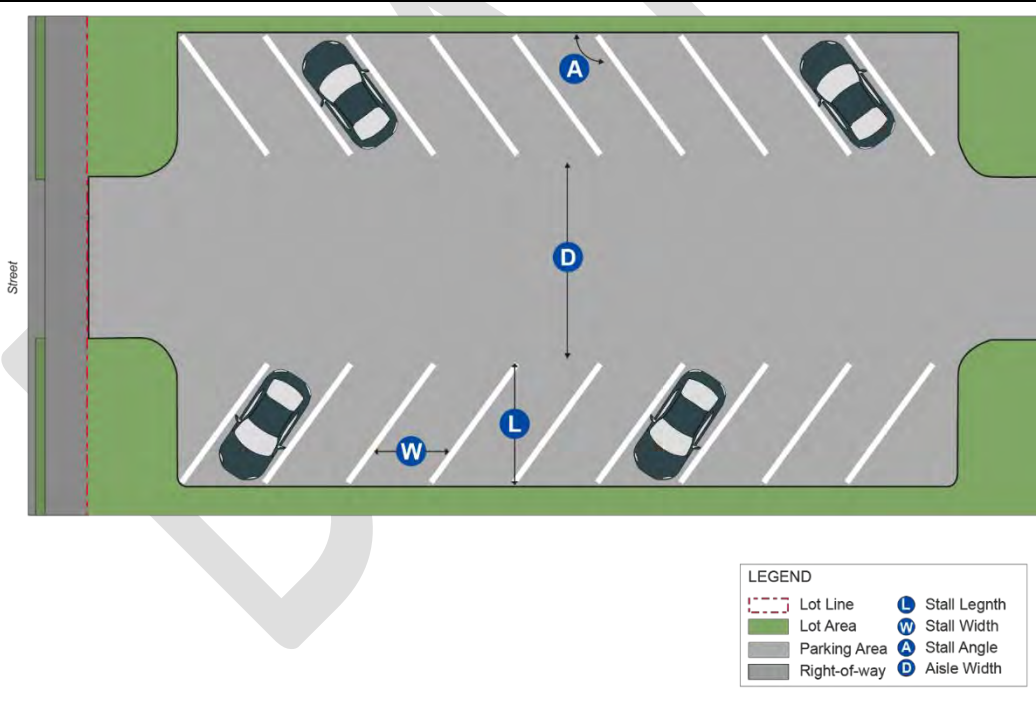 A
D
Street
L
W
LEGEND
Lot Line
L Stall Legnth
Lot Area
W Stall Width
Parking Area
A Stall Angle
Right-of-way
D Aisle Width